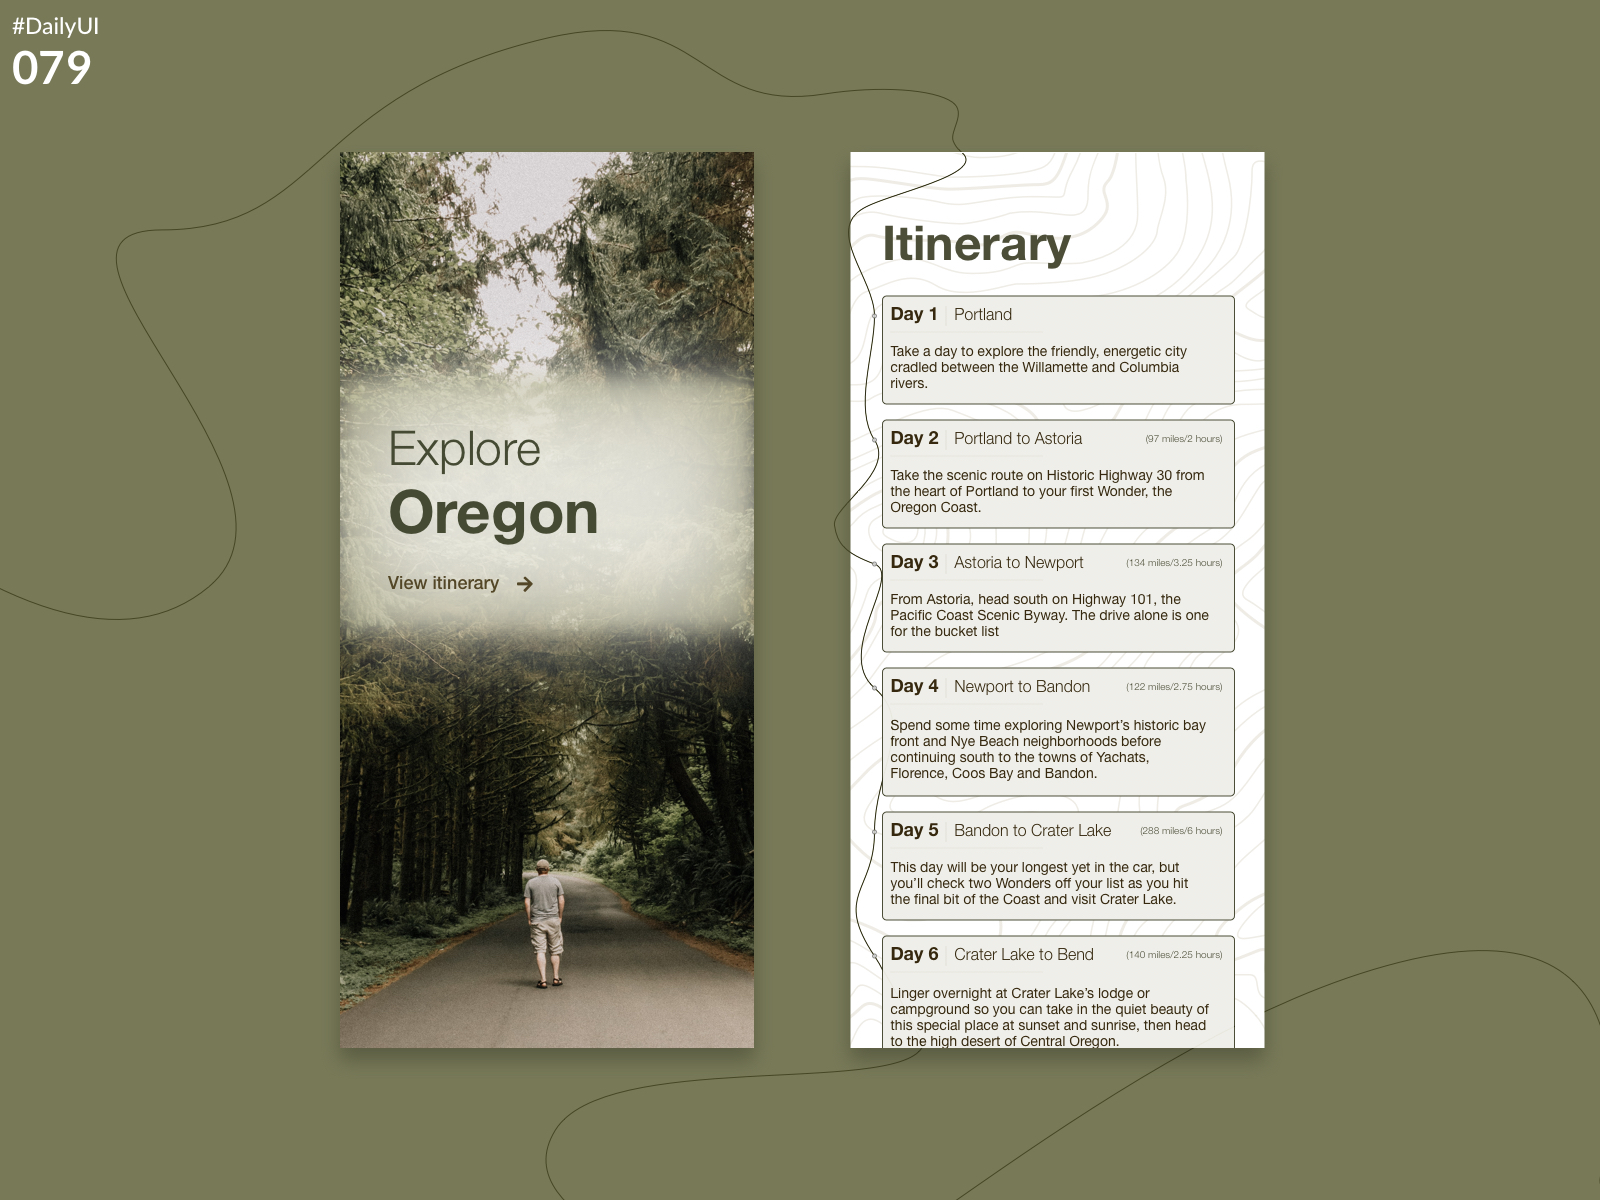 #DailyUI
079
Explore
Oregon
View itinerary
Itinerary
Day 1 Portland
Take a day to explore the friendly, energetic city
cradled between the Willamette and Columbia
rivers.
Day 2 Portland to Astoria (97 miles/2 hours)
Take the scenic route on Historic Highway 30 from
the heart of Portland to your first Wonder, the
Oregon Coast.
Day 3 Astoria to Newport (134 miles/3.25 hours)
From Astoria, head south on Highway 101, the
Pacific Coast Scenic Byway. The drive alone is one
for the bucket list
Day 4 Newport to Bandon (122 miles/2.75 hours)
Spend some time exploring Newport’s historic bay
front and Nye Beach neighborhoods before
continuing south to the towns of Yachats,
Florence, Coos Bay and Bandon.
Day 5 Bandon to Crater Lake (288 miles/6 hours)
This day will be your longest yet in the car, but
you’ll check two Wonders off your list as you hit
the final bit of the Coast and visit Crater Lake.
Day 6 Crater Lake to Bend (140 miles/2.25 hours)
Linger overnight at Crater Lake’s lodge or
campground so you can take in the quiet beauty of
this special place at sunset and sunrise, then head
to the high desert of Central Oregon.